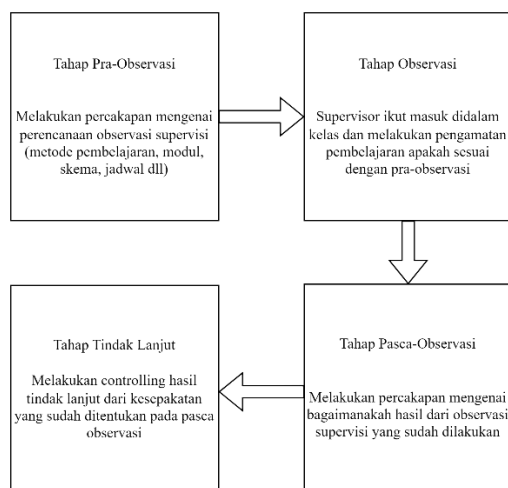 Tahap Pra-Observasi
Melakukan percakapan mengenai
perencanaan observasi supervisi
(metode pembelajaran, modul,
skema, jadwal dll)
Tahap Observasi
Supervisor ikut masuk didalam
kelas dan melakukan pengamatan
pembelajaran apakah sesuai
dengan pra-observasi
Tahap Pasca-Observasi
Melakukan percakapan mengenai
bagaimanakah hasil dari observasi
supervisi yang sudah dilakukan
Tahap Tindak Lanjut
Melakukan controlling hasil
tindak lanjut dari kesepakatan
yang sudah ditentukan pada pasca
observasi